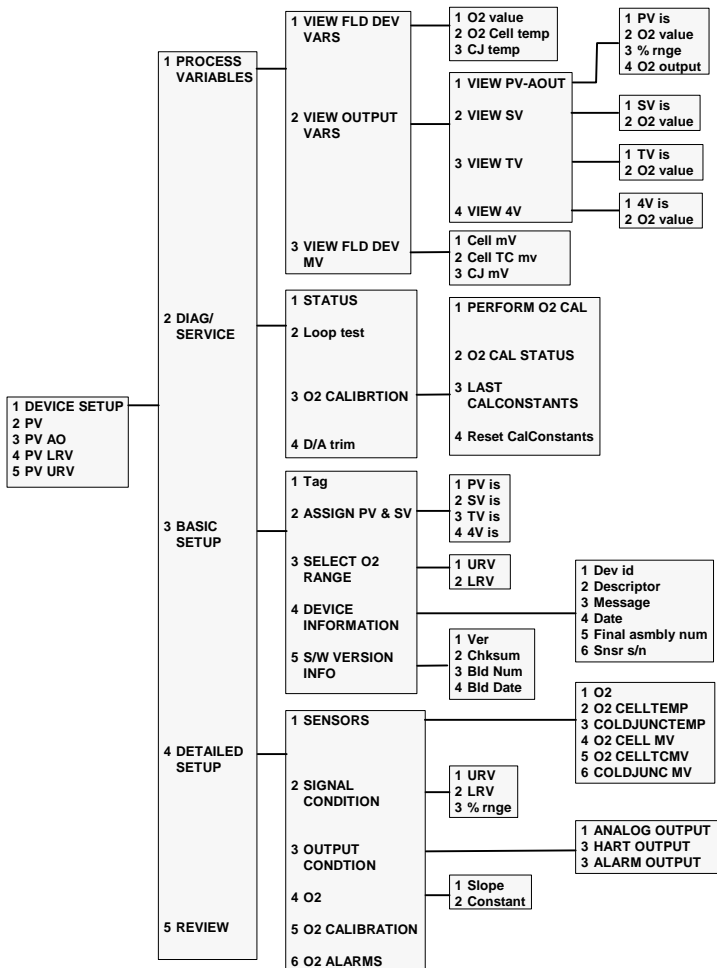 1 DEVICE SETUP
2 PV
3 PV AO
4 PV LRV
5 PV URV
1 PROCESS
VARIABLES
2 DIAG/
SERVICE
3 BASIC
SETUP
4 DETAILED
SETUP
5 REVIEW
1 VIEW FLD DEV
VARS
2 VIEW OUTPUT
VARS
3 VIEW FLD DEV
MV
1 O2 value
2 O2 Cell temp
3 CJ temp
1 VIEW PV-AOUT
2 VIEW SV
3 VIEW TV
4 VIEW 4V
1 PV is
2 O2 value
3 % rnge
4 O2 output
1 SV is
2 O2 value
1 TV is
2 O2 value
1 4V is
2 O2 value
1 Cell mV
2 Cell TC mv
3 CJ mV
1 STATUS
2 Loop test
3 O2 CALIBRTION
4 D/A trim
1 PERFORM O2 CAL
2 O2 CAL STATUS
3 LAST
CALCONSTANTS
4 Reset CalConstants
1 Tag
2 ASSIGN PV & SV
3 SELECT O2
RANGE
4 DEVICE
INFORMATION
5 S/W VERSION
INFO
1 PV is
2 SV is
3 TV is
4 4V is
1 URV
2 LRV
1 Dev id
2 Descriptor
3 Message
4 Date
5 Final asmbly num
6 Snsr s/n
1 Ver
2 Chksum
3 Bld Num
4 Bld Date
1 SENSORS
2 SIGNAL
CONDITION
3 OUTPUT
CONDTION
4 O2
5 O2 CALIBRATION
6 O2 ALARMS
1 O2
2 O2 CELLTEMP
3 COLDJUNCTEMP
4 O2 CELL MV
5 O2 CELLTCMV
6 COLDJUNC MV
1 URV
2 LRV
3 % rnge
1 ANALOG OUTPUT
3 HART OUTPUT
3 ALARM OUTPUT
1 Slope
2 Constant